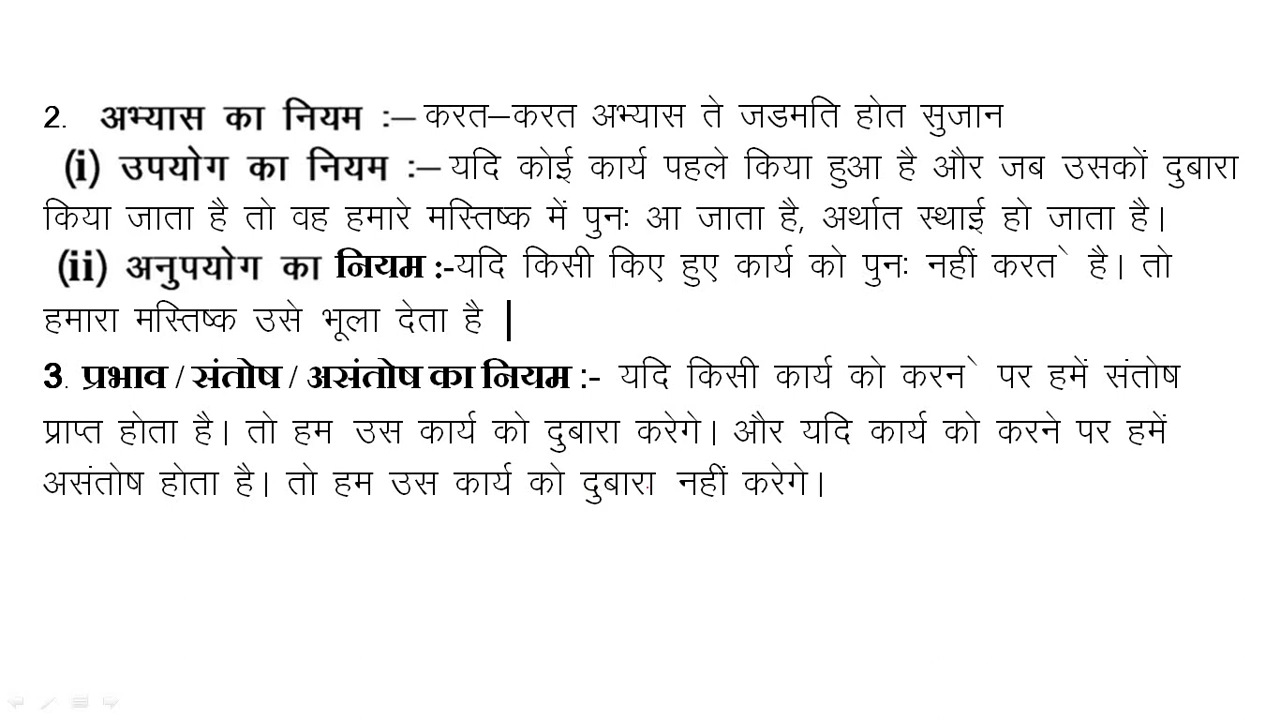 2. अभ्यास का नियम :– करत–करत अभ्यास ते जडमति होत सुजान
(i) उपयोग का नियम :– यदि कोई कार्य पहले किया हुआ है और जब उसकों दुबारा
किया जाता है तो वह हमारे मस्तिष्क में पुनः आ जाता है, अर्थात स्थाई हो जाता है।
(ii) अनुपयोग का नियम :-यदि किसी किए हुए कार्य को पुनः नहीं करते है। तो
हमारा मस्तिष्क उसे भूला देता है |
3. प्रभाव / संतोष / असंतोष का नियम :- यदि किसी कार्य को करने पर हमें संतोष
प्राप्त होता है। तो हम उस कार्य को दुबारा करेगे। और यदि कार्य को करने पर हमें
असंतोष होता है। तो हम उस कार्य को दुबारा नहीं करेगे।